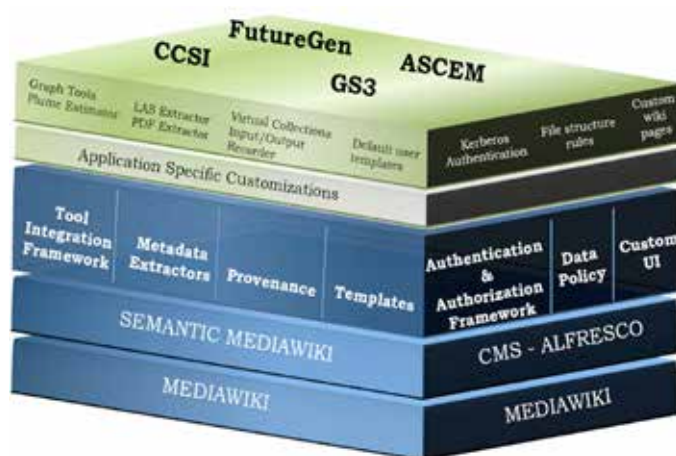 FutureGen
CCSI
ASCEM
GS3
Graph Tools
Plume Estimator
LAS Extractor
PDF Extractor
Virtual Collections
Input/Output
Recorder
Default user
templates
Kerberos
Authentication
File structure
rules
Custom
wiki
pages
Application Specific Customizations
Tool
Integration
Framework
Metadata
Extractors
Provenance
Templates
Authentication
&
Authorization
Framework
Data
Policy
Custom
UI
SEMANTIC MEDIAWIKI
CMS - ALFRESCO
MEDIAWIKI
MEDIAWIKI